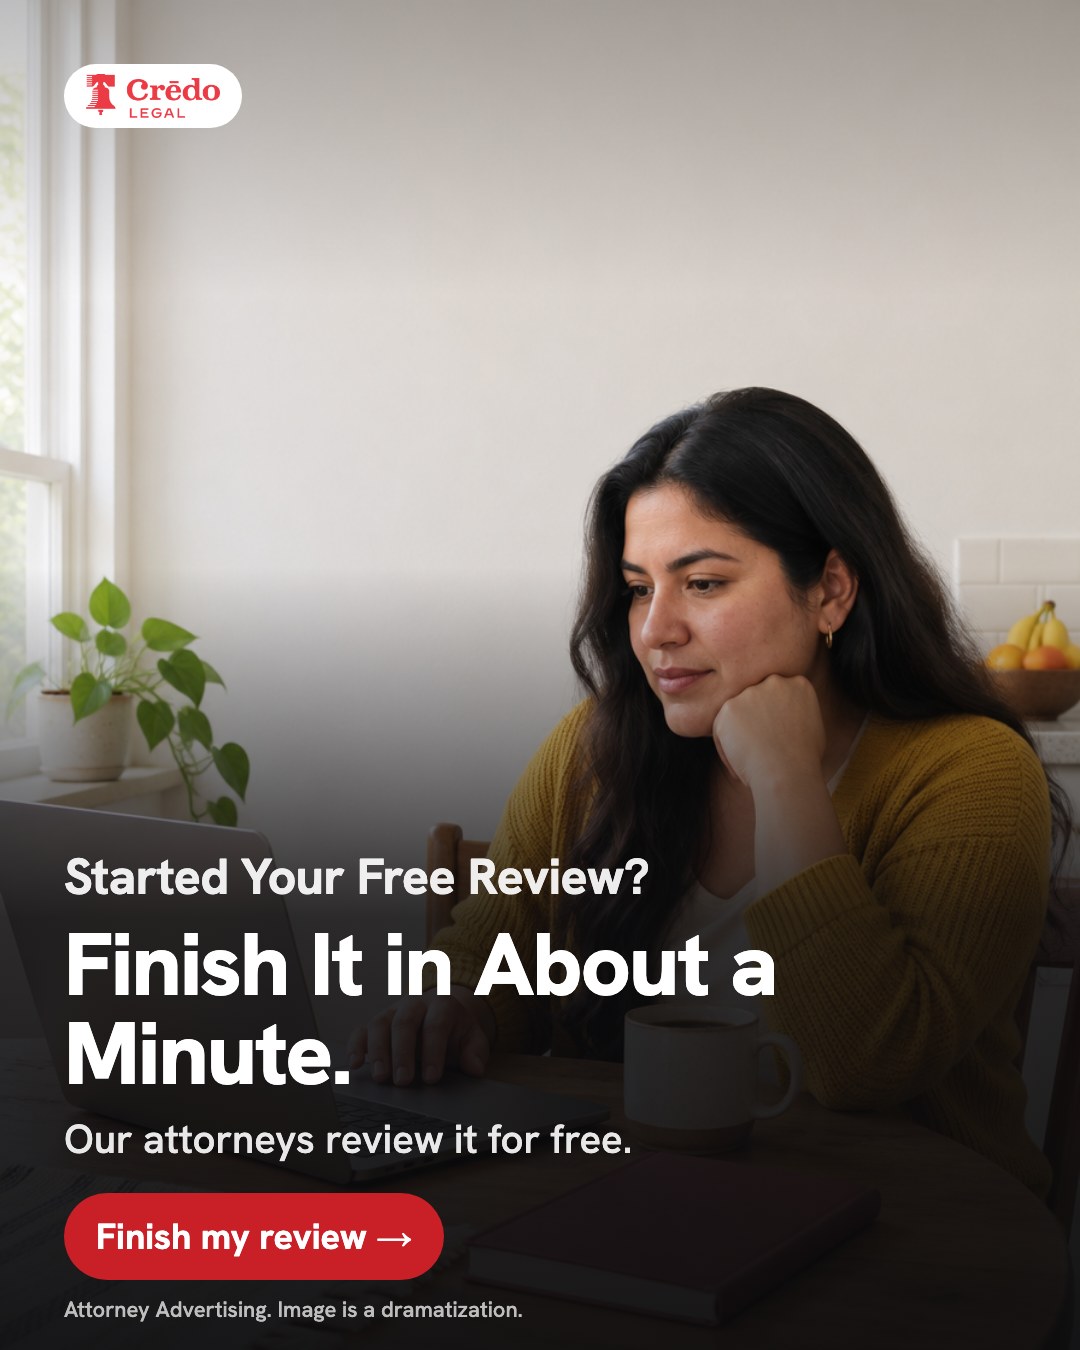 Crēdo
LEGAL
Started Your Free Review?
Finish It in About a
Minute.
Our attorneys review it for free.
Finish my review →
Attorney Advertising. Image is a dramatization.